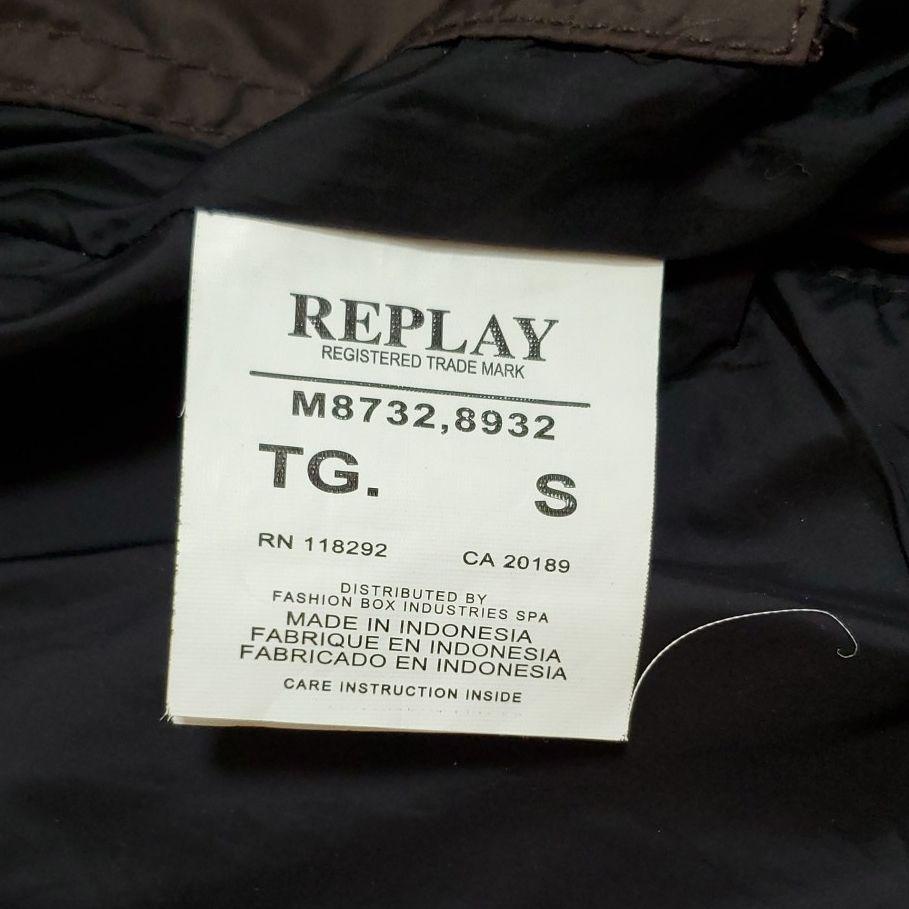 REPLAY
REGISTERED TRADE MARK
M8732,8932
TG. S
RN 118292 CA 20189
DISTRIBUTED BY
FASHION BOX INDUSTRIES SPA
MADE IN INDONESIA
FABRIQUE EN INDONESIA
FABRICADO EN INDONESIA
CARE INSTRUCTION INSIDE